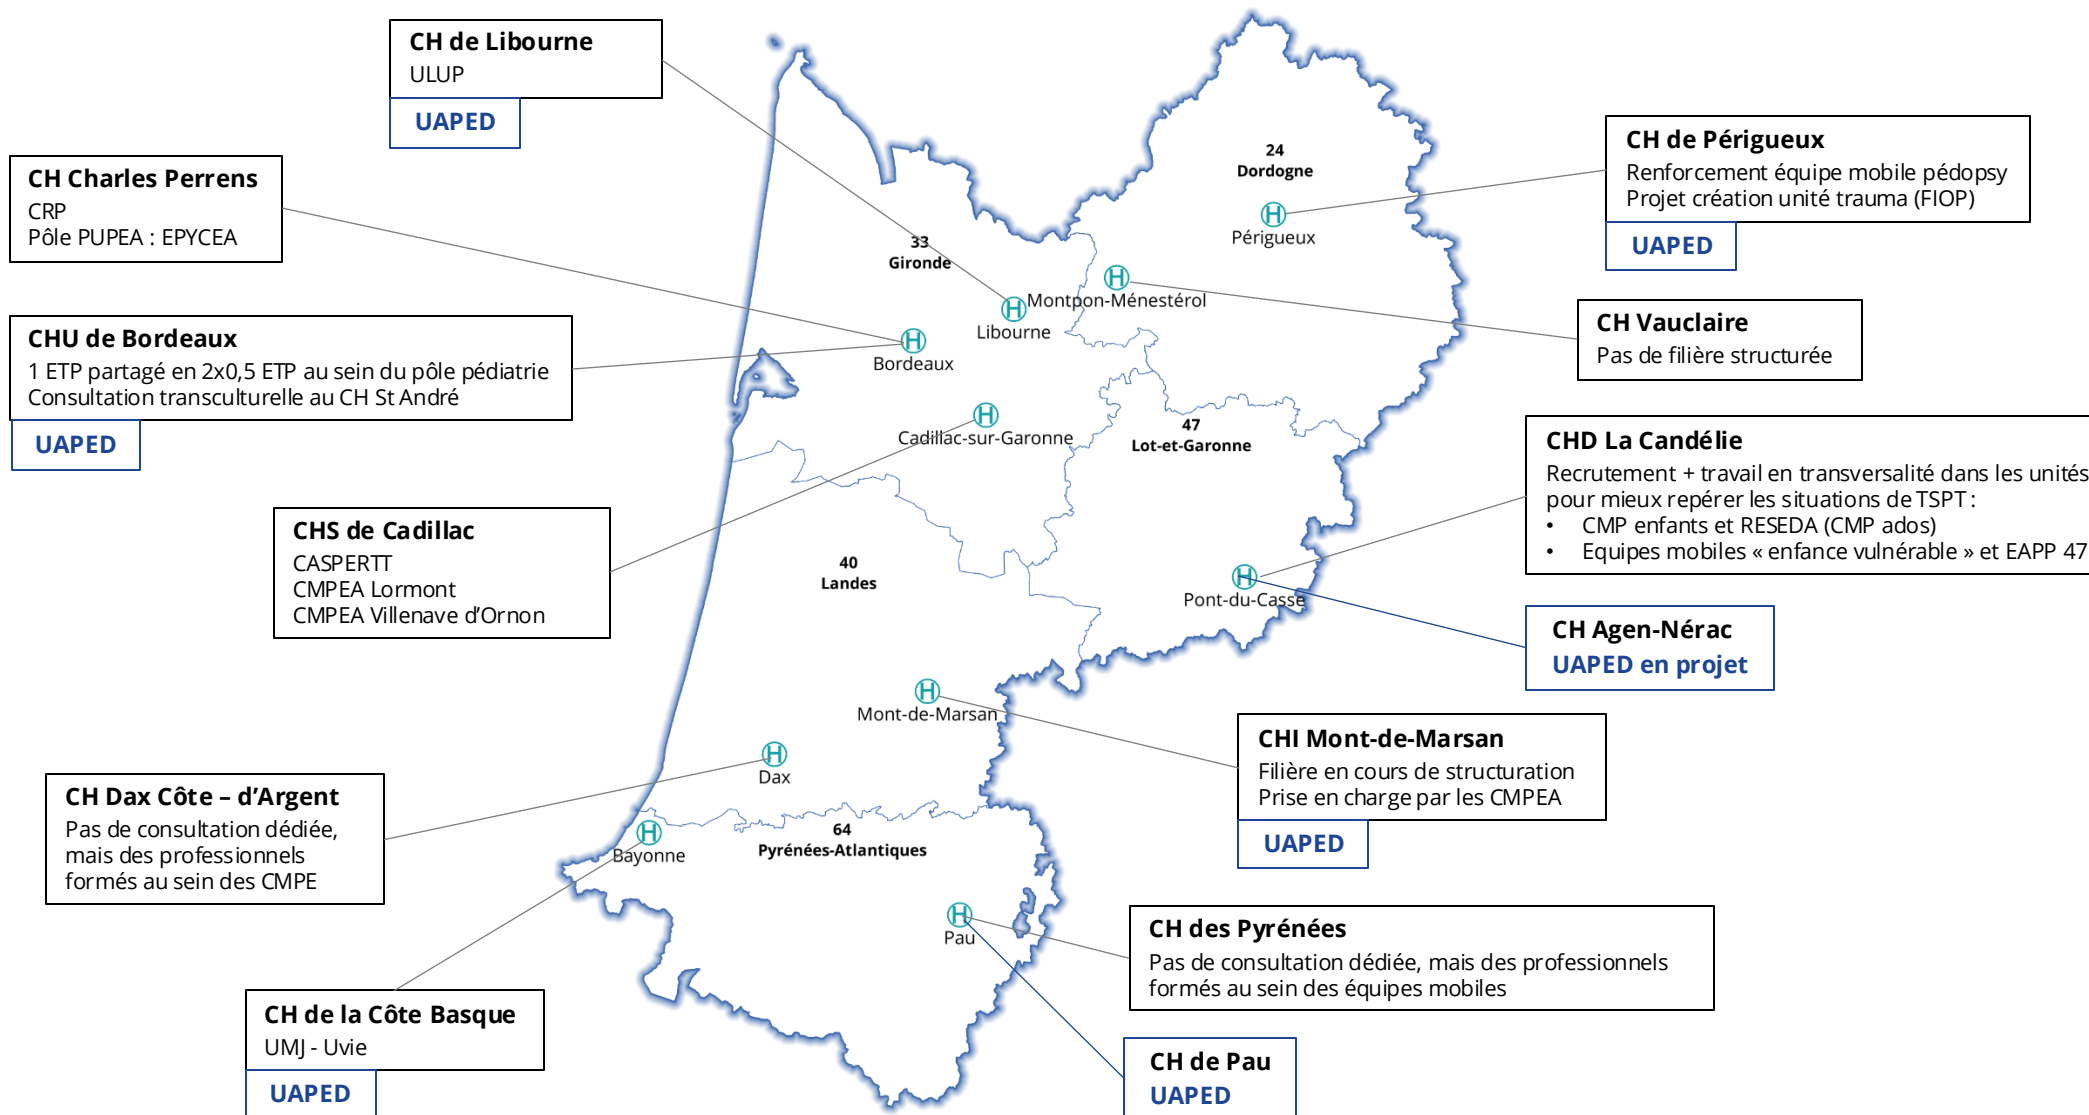 CH de Libourne
ULUP
UAPED
CH Charles Perrens
CRP
Pôle PUPEA : EPYCEA
CHU de Bordeaux
1 ETP partagé en 2x0,5 ETP au sein du pôle pédiatrie
Consultation transculturelle au CH St André
UAPED
CHS de Cadillac
CASPERTT
CMPEA Lormont
CMPEA Villenave d’Ornon
CH Dax Côte – d’Argent
Pas de consultation dédiée,
mais des professionnels
formés au sein des CMPE
CH de la Côte Basque
UMJ - Uvie
UAPED
24
Dordogne
H
Périgueux
33
Gironde
H
Montpon-Ménestérol
H
Libourne
H
Bordeaux
H
Cadillac-sur-Garonne
47
Lot-et-Garonne
40
Landes
H
Pont-du-Casse
H
Mont-de-Marsan
H
Dax
H
Bayonne
64
Pyrénées-Atlantiques
H
Pau
CH de Périgueux
Renforcement équipe mobile pédopsy
Projet création unité trauma (FIOP)
UAPED
CH Vauclaire
Pas de filière structurée
CHD La Candélie
Recrutement + travail en transversalité dans les unités
pour mieux repérer les situations de TSPT :
• CMP enfants et RESEDA (CMP ados)
• Equipes mobiles « enfance vulnérable » et EAPP 47
CH Agen-Nérac
UAPED en projet
CHI Mont-de-Marsan
Filière en cours de structuration
Prise en charge par les CMPEA
UAPED
CH des Pyrénées
Pas de consultation dédiée, mais des professionnels
formés au sein des équipes mobiles
CH de Pau
UAPED